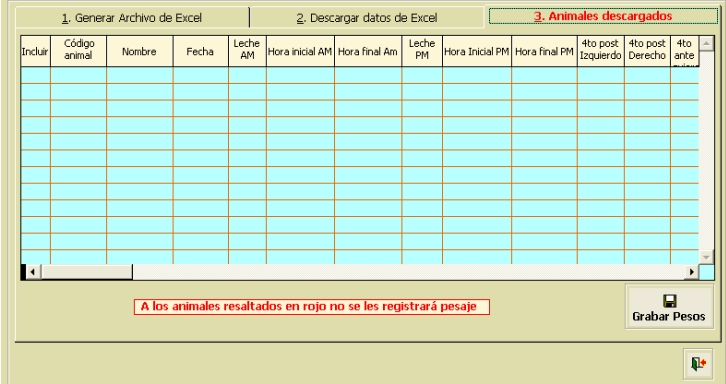 1. Generar Archivo de Excel
2. Descargar datos de Excel
3. Animales descargados
Incluir
Código
animal
Nombre
Fecha
Leche
AM
Hora inicial AM
Hora final Am
Leche
PM
Hora Inicial PM
Hora final PM
4to post
Izquierdo
4to post
Derecho
4to
ante
A los animales resaltados en rojo no se les registrará pesaje
Grabar Pesos